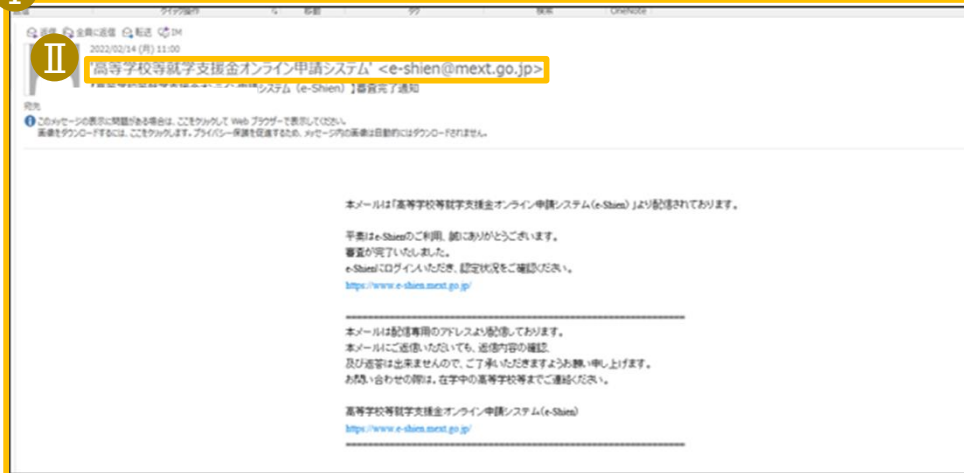 クイック操作 移動 タグ 検索 OneNote
返信 全員に返信 転送 IM
Ⅱ
2022/02/14 (月) 11:00
'高等学校等就学支援金オンライン申請システム' <e-shien@mext.go.jp>
システム (e-Shien) 】審査完了通知
宛先
このメッセージの表示に問題がある場合は、ここをクリックして Web ブラウザーで表示してください。
画像をダウンロードするには、ここをクリックします。プライバシー保護を促進するため、メッセージ内の画像は自動的にはダウンロードされません。
本メールは「高等学校等就学支援金オンライン申請システム(e-Shien) 」より配信されております。
平素はe-Shienのご利用、誠にありがとうございます。
審査が完了いたしました。
e-Shienにログインいただき、認定状況をご確認ください。
https://www.e-shien.mext.go.jp/
本メールは配信専用のアドレスより配信しております。
本メールにご返信いただいても、返信内容の確認、
及び返答は出来ませんので、ご了承いただきますようお願い申し上げます。
お問い合わせの際は、在学中の高等学校等までご連絡ください。
高等学校等就学支援金オンライン申請システム(e-Shien)
https://www.e-shien.mext.go.jp/